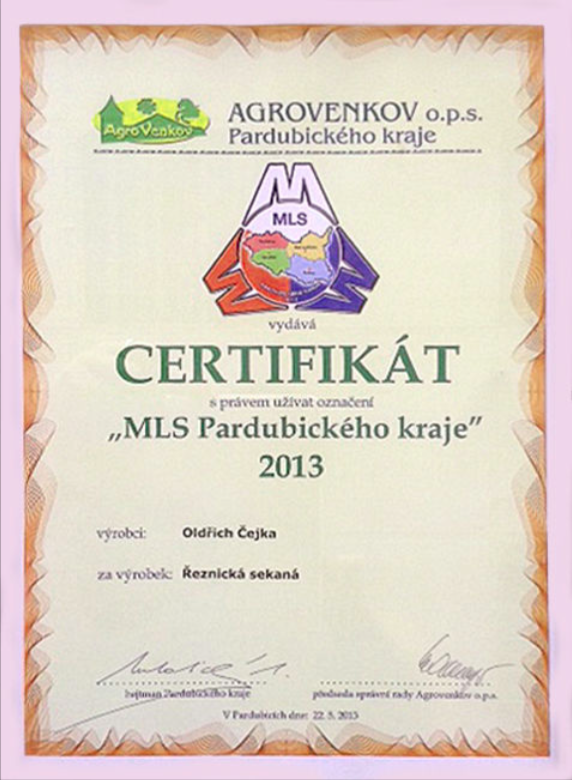 AgroVenkov
AGROVENKOV o.p.s.
Pardubického kraje
MLS
vydává
CERTIFIKÁT
s právem užívat označení
„MLS Pardubického kraje”
2013
výrobci: Oldřich Čejka
za výrobek: Řeznická sekaná
hejtman Pardubického kraje
předseda správní rady Agrovenkov o.p.s.
V Pardubicích dne: 22. 5. 2013